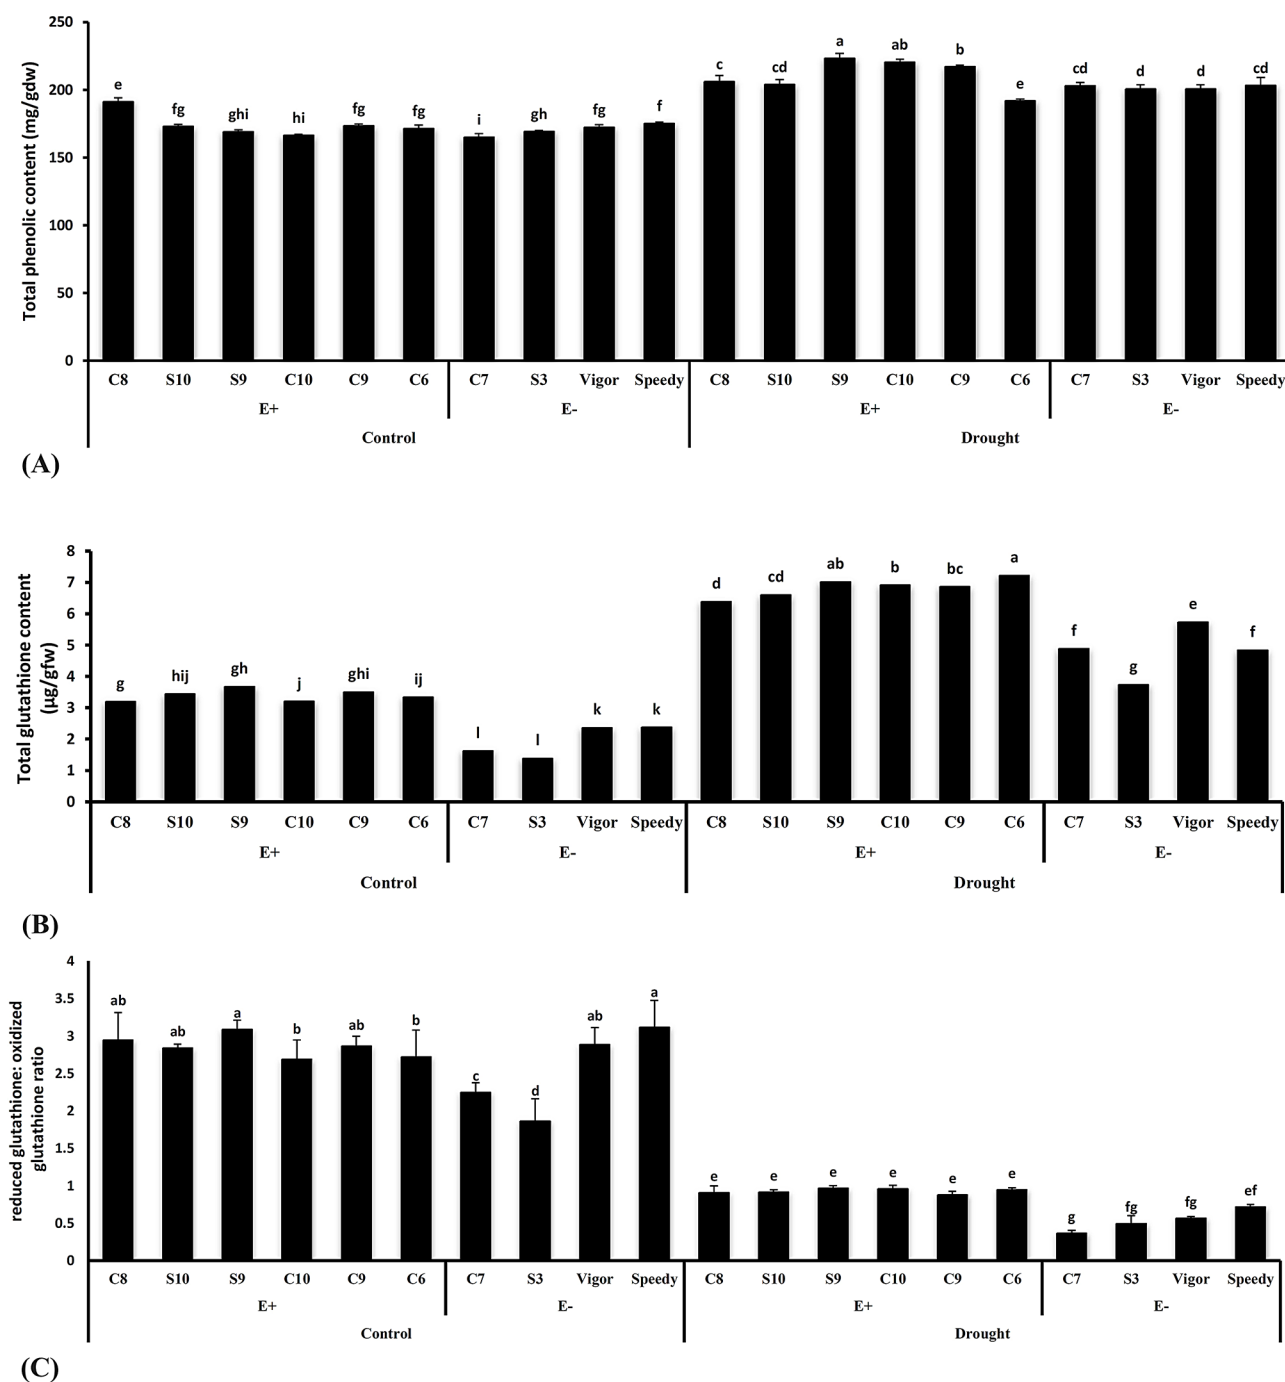 250
200
150
100
50
0
Total phenolic content (mg/gdw)
e fg ghi hi fg fg i gh fg f c cd a ab b e cd d d cd
C8 S10 S9 C10 C9 C6 C7 S3 Vigor Speedy C8 S10 S9 C10 C9 C6 C7 S3 Vigor Speedy
E+ E- E+ E-
Control Drought
(A)
8
7
6
5
4
3
2
1
0
Total glutathione content
(µg/gfw)
g hij gh j ghi ij l l k k d cd ab b bc a f g e f
C8 S10 S9 C10 C9 C6 C7 S3 Vigor Speedy C8 S10 S9 C10 C9 C6 C7 S3 Vigor Speedy
E+ E- E+ E-
Control Drought
(B)
4
3.5
3
2.5
2
1.5
1
0.5
0
reduced glutathione: oxidized
glutathione ratio
ab ab a b ab b c d ab a e e e e e e g fg fg ef
C8 S10 S9 C10 C9 C6 C7 S3 Vigor Speedy C8 S10 S9 C10 C9 C6 C7 S3 Vigor Speedy
E+ E- E+ E-
Control Drought
(C)